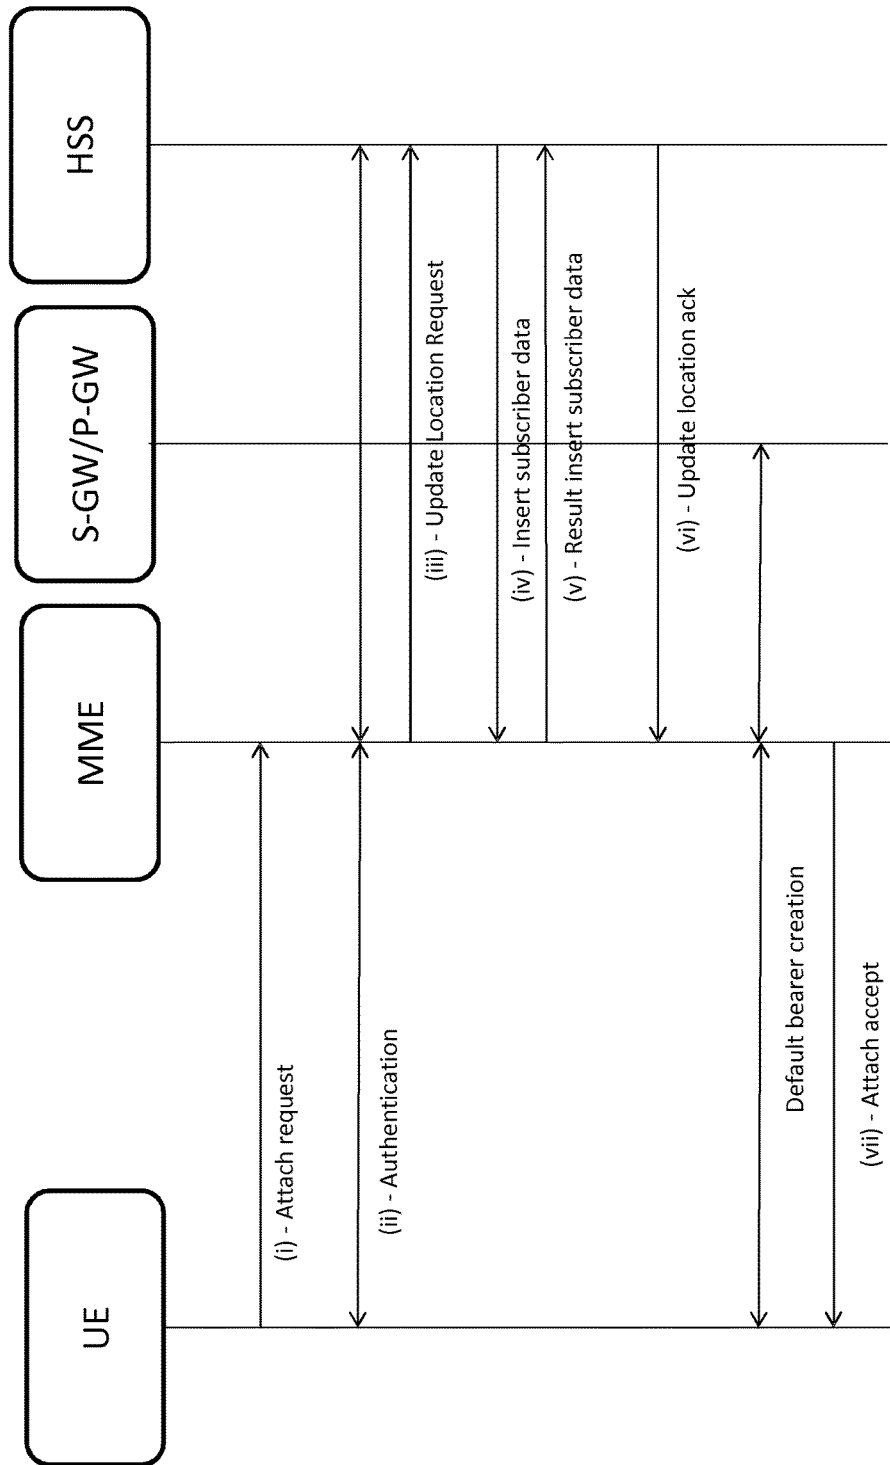 UE
MME
S-GW/P-GW
HSS
(i) - Attach request
(ii) - Authentication
(iii) - Update Location Request
(iv) - Insert subscriber data
(v) - Result insert subscriber data
(vi) - Update location ack
Default bearer creation
(vii) - Attach accept